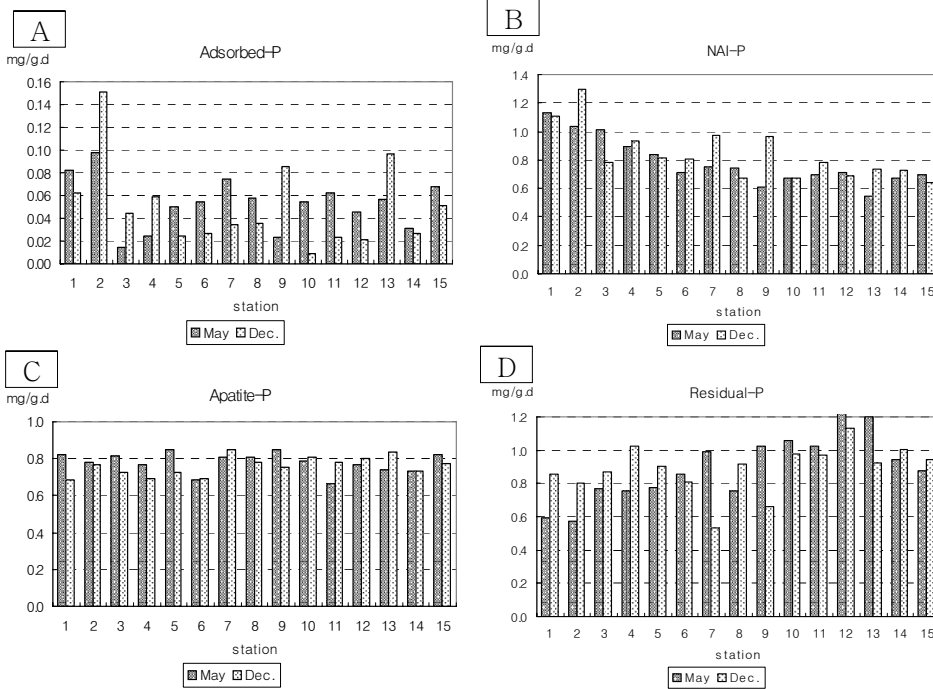 A
mg/g.d
Adsorbed-P
0.16
0.14
0.12
0.10
0.08
0.06
0.04
0.02
0.00
1 2 3 4 5 6 7 8 9 10 11 12 13 14 15
station
May Dec.
B
mg/g.d
NAI-P
1.4
1.2
1.0
0.8
0.6
0.4
0.2
0.0
1 2 3 4 5 6 7 8 9 10 11 12 13 14 15
station
May Dec.
C
mg/g.d
Apatite-P
1.0
0.8
0.6
0.4
0.2
0.0
1 2 3 4 5 6 7 8 9 10 11 12 13 14 15
station
May Dec.
D
mg/g.d
Residual-P
1.2
1.0
0.8
0.6
0.4
0.2
0.0
1 2 3 4 5 6 7 8 9 10 11 12 13 14 15
station
May Dec.